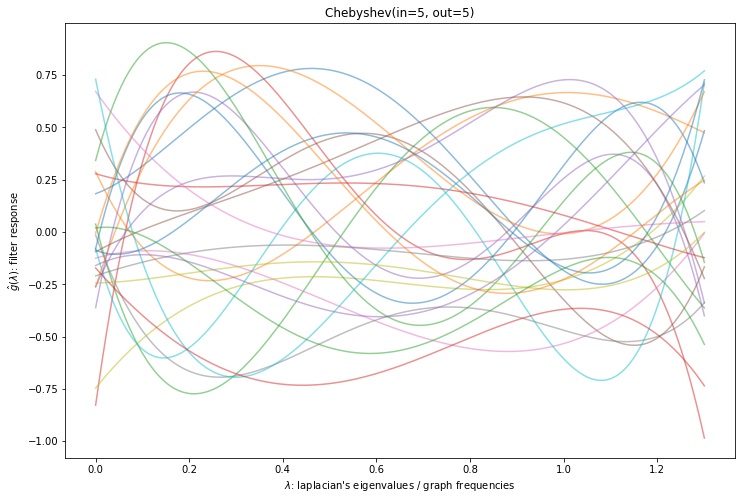 Chebyshev(in=5, out=5)
ĝ(λ): filter response
0.75
0.50
0.25
0.00
−0.25
−0.50
−0.75
−1.00
0.0 0.2 0.4 0.6 0.8 1.0 1.2
λ: laplacian's eigenvalues / graph frequencies